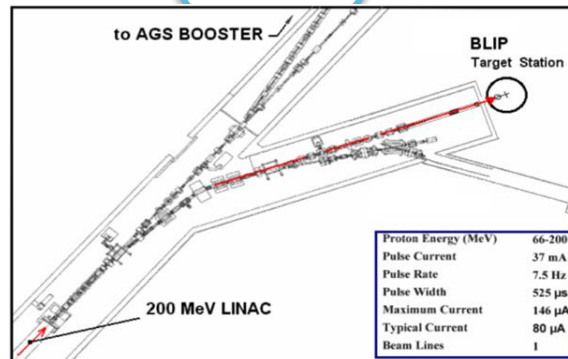 to AGS BOOSTER
BLIP
Target Station
200 MeV LINAC
Proton Energy (MeV) 66-200
Pulse Current 37 mA
Pulse Rate 7.5 Hz
Pulse Width 525 µs
Maximum Current 146 µA
Typical Current 80 µA
Beam Lines 1